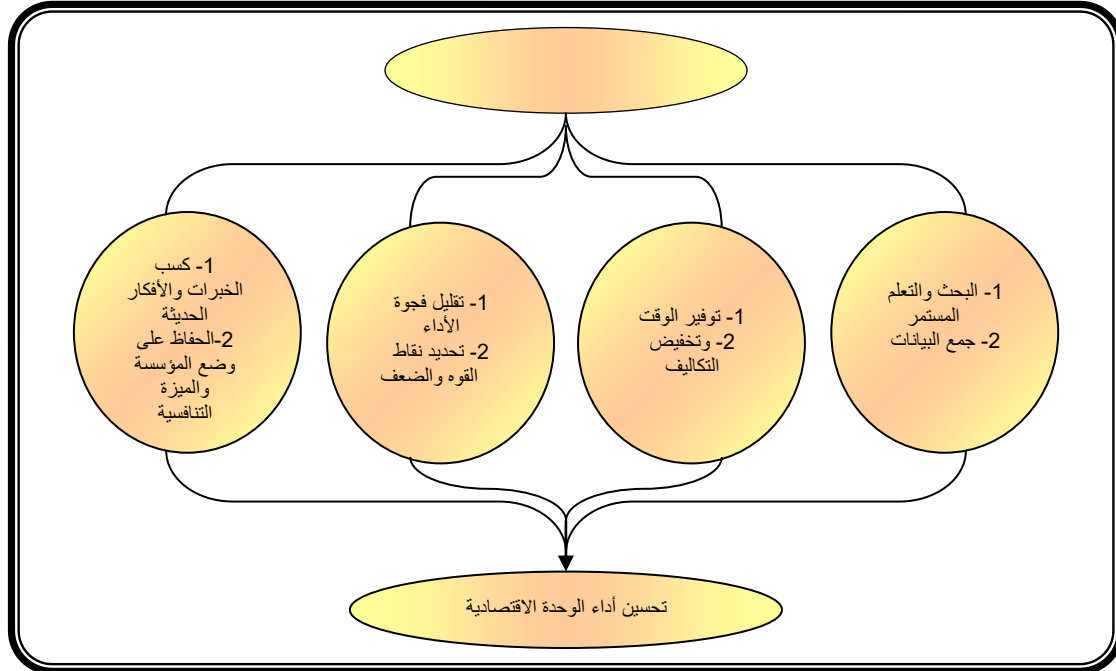 1- البحث والتعلم
المستمر
2- جمع البيانات
1- توفير الوقت
2- وتخفيض
التكاليف
1- تقليل فجوة
الأداء
2- تحديد نقاط
القوه والضعف
1- كسب
الخبرات والأفكار
الحديثة
2-الحفاظ على
وضع المؤسسة
والميزة
التنافسية
تحسين أداء الوحدة الاقتصادية